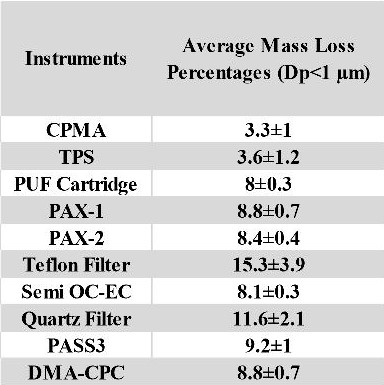 Instruments Average Mass Loss
Percentages (Dp<1 µm)
CPMA 3.3±1
TPS 3.6±1.2
PUF Cartridge 8±0.3
PAX-1 8.8±0.7
PAX-2 8.4±0.4
Teflon Filter 15.3±3.9
Semi OC-EC 8.1±0.3
Quartz Filter 11.6±2.1
PASS3 9.2±1
DMA-CPC 8.8±0.7